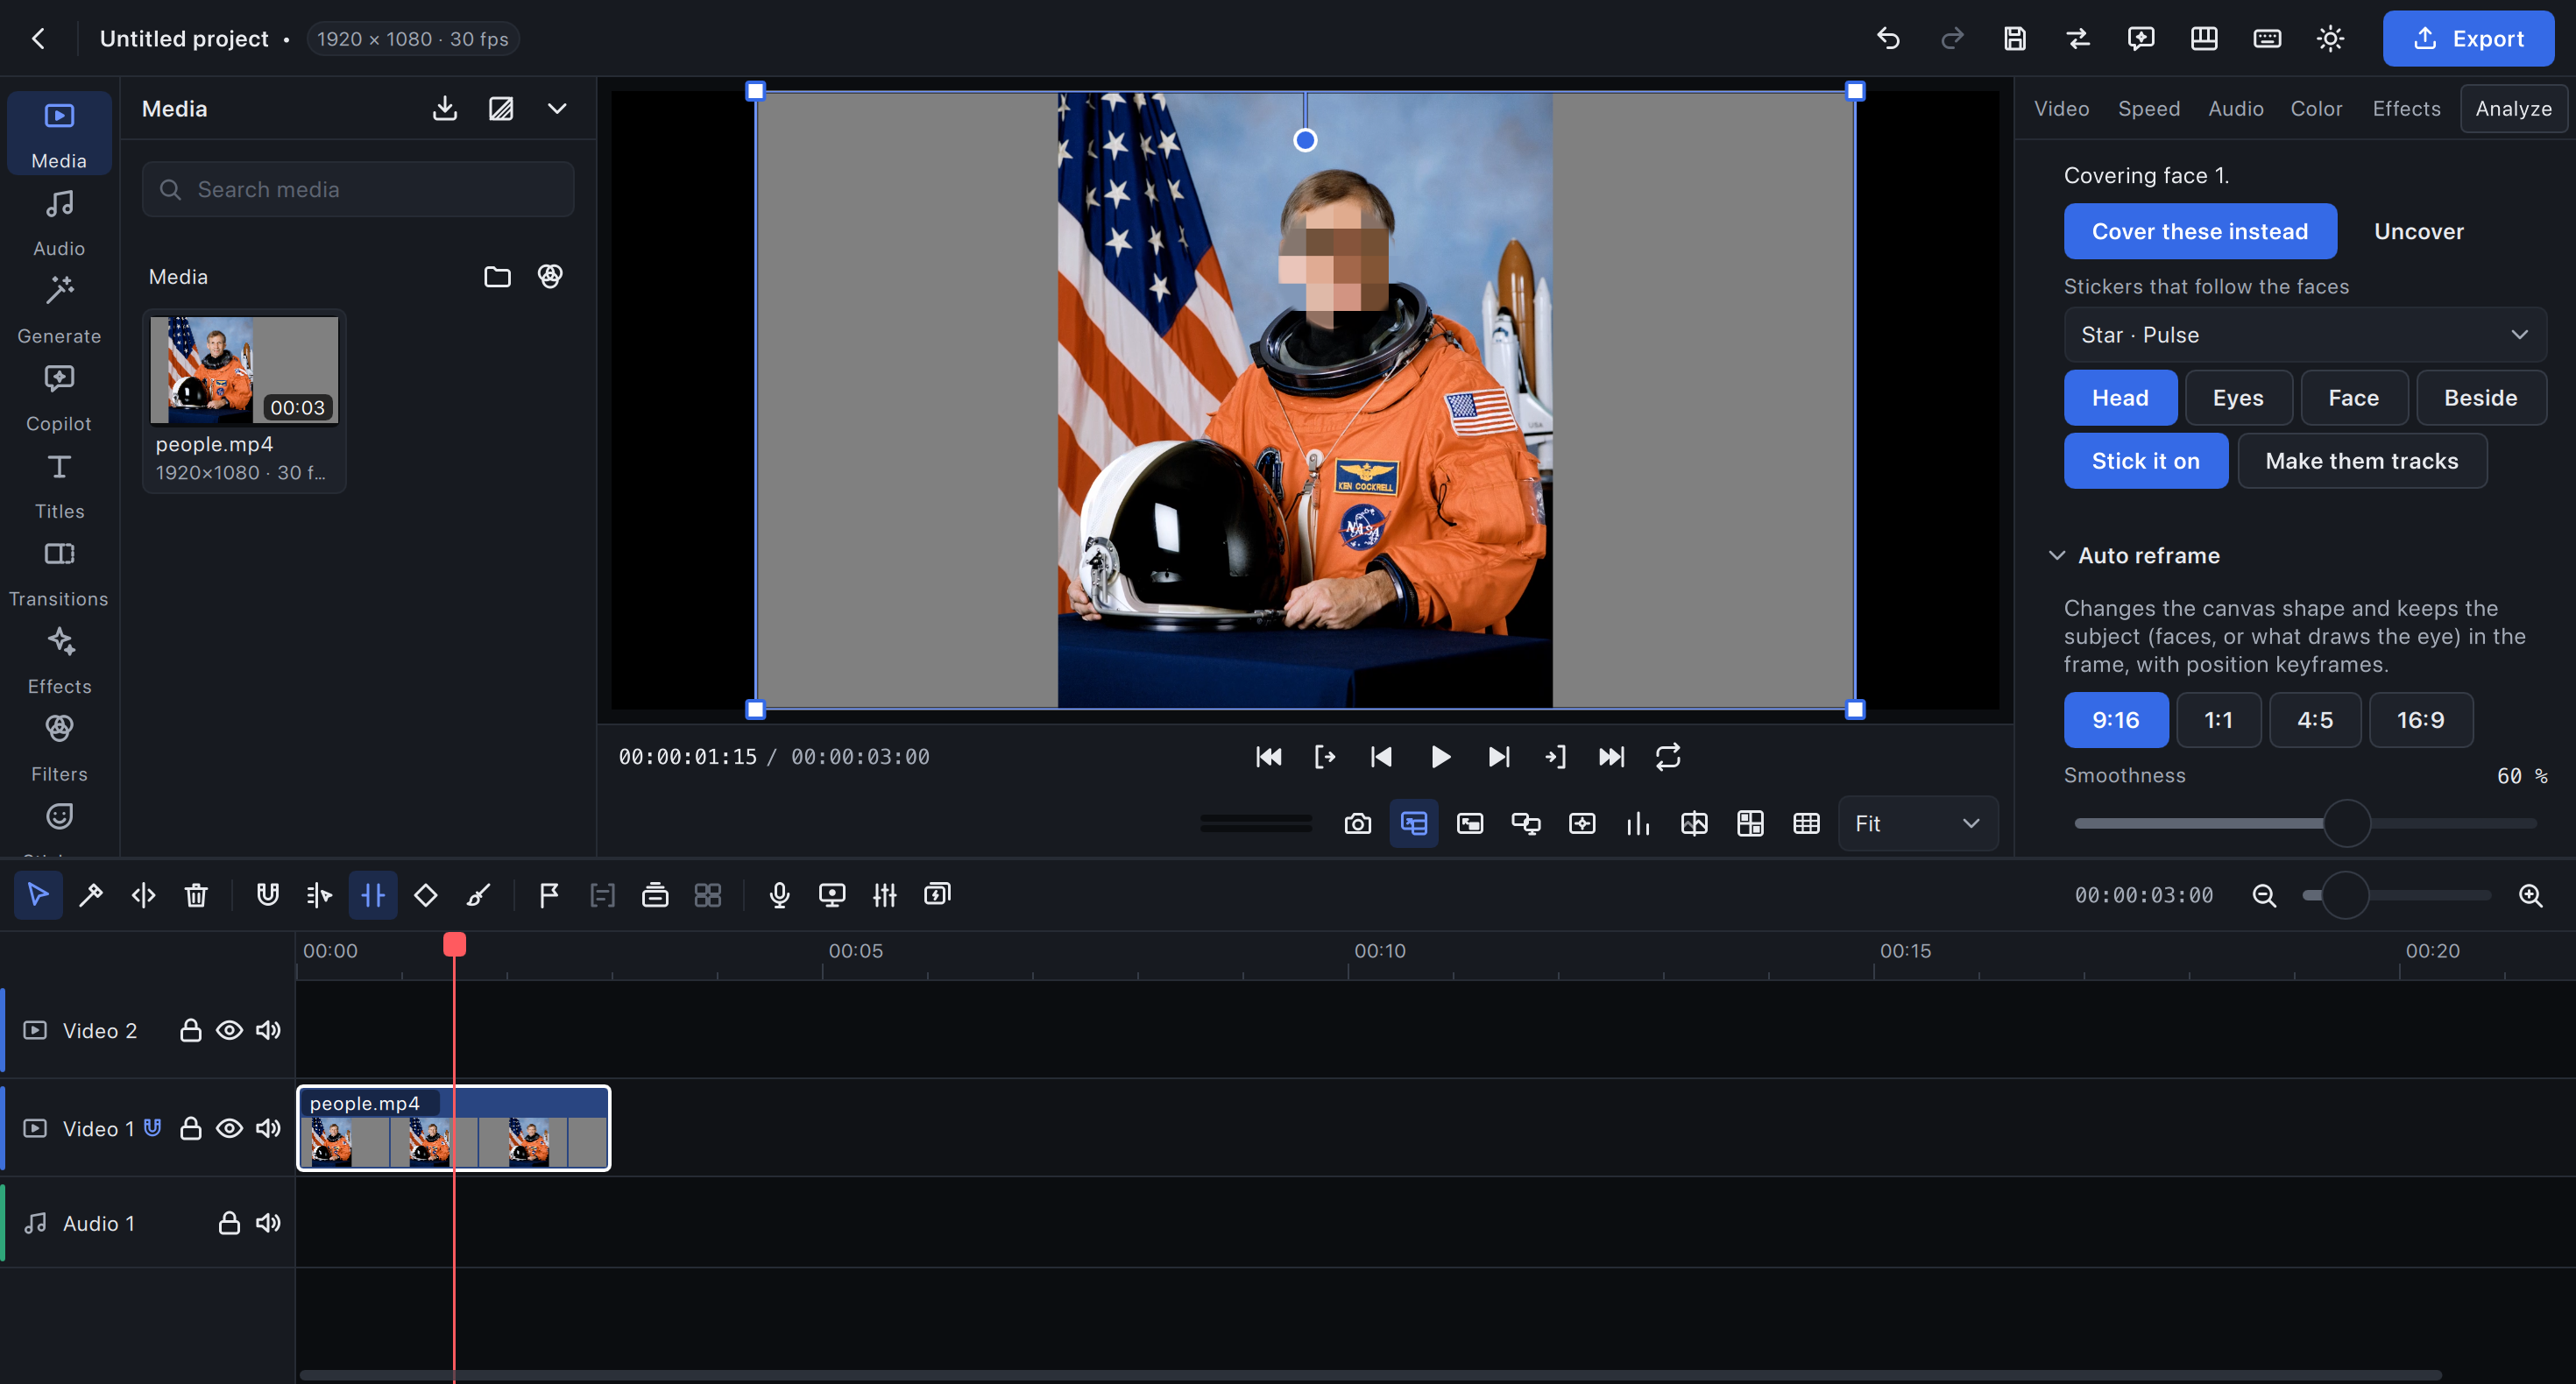 Untitled project •
1920 × 1080 · 30 fps
Export
Media
Audio
Generate
Copilot
Titles
Transitions
Effects
Filters
Media
Search media
Media
00:03
people.mp4
1920×1080 · 30 f...
USA
KEN COCKRELL
NASA
00:00:01:15 / 00:00:03:00
Fit
Video
Speed
Audio
Color
Effects
Analyze
Covering face 1.
Cover these instead
Uncover
Stickers that follow the faces
Star · Pulse
Head
Eyes
Face
Beside
Stick it on
Make them tracks
Auto reframe
Changes the canvas shape and keeps the
subject (faces, or what draws the eye) in the
frame, with position keyframes.
9:16
1:1
4:5
16:9
Smoothness
60 %
00:00:03:00
00:00
00:05
00:10
00:15
00:20
Video 2
Video 1
people.mp4
Audio 1